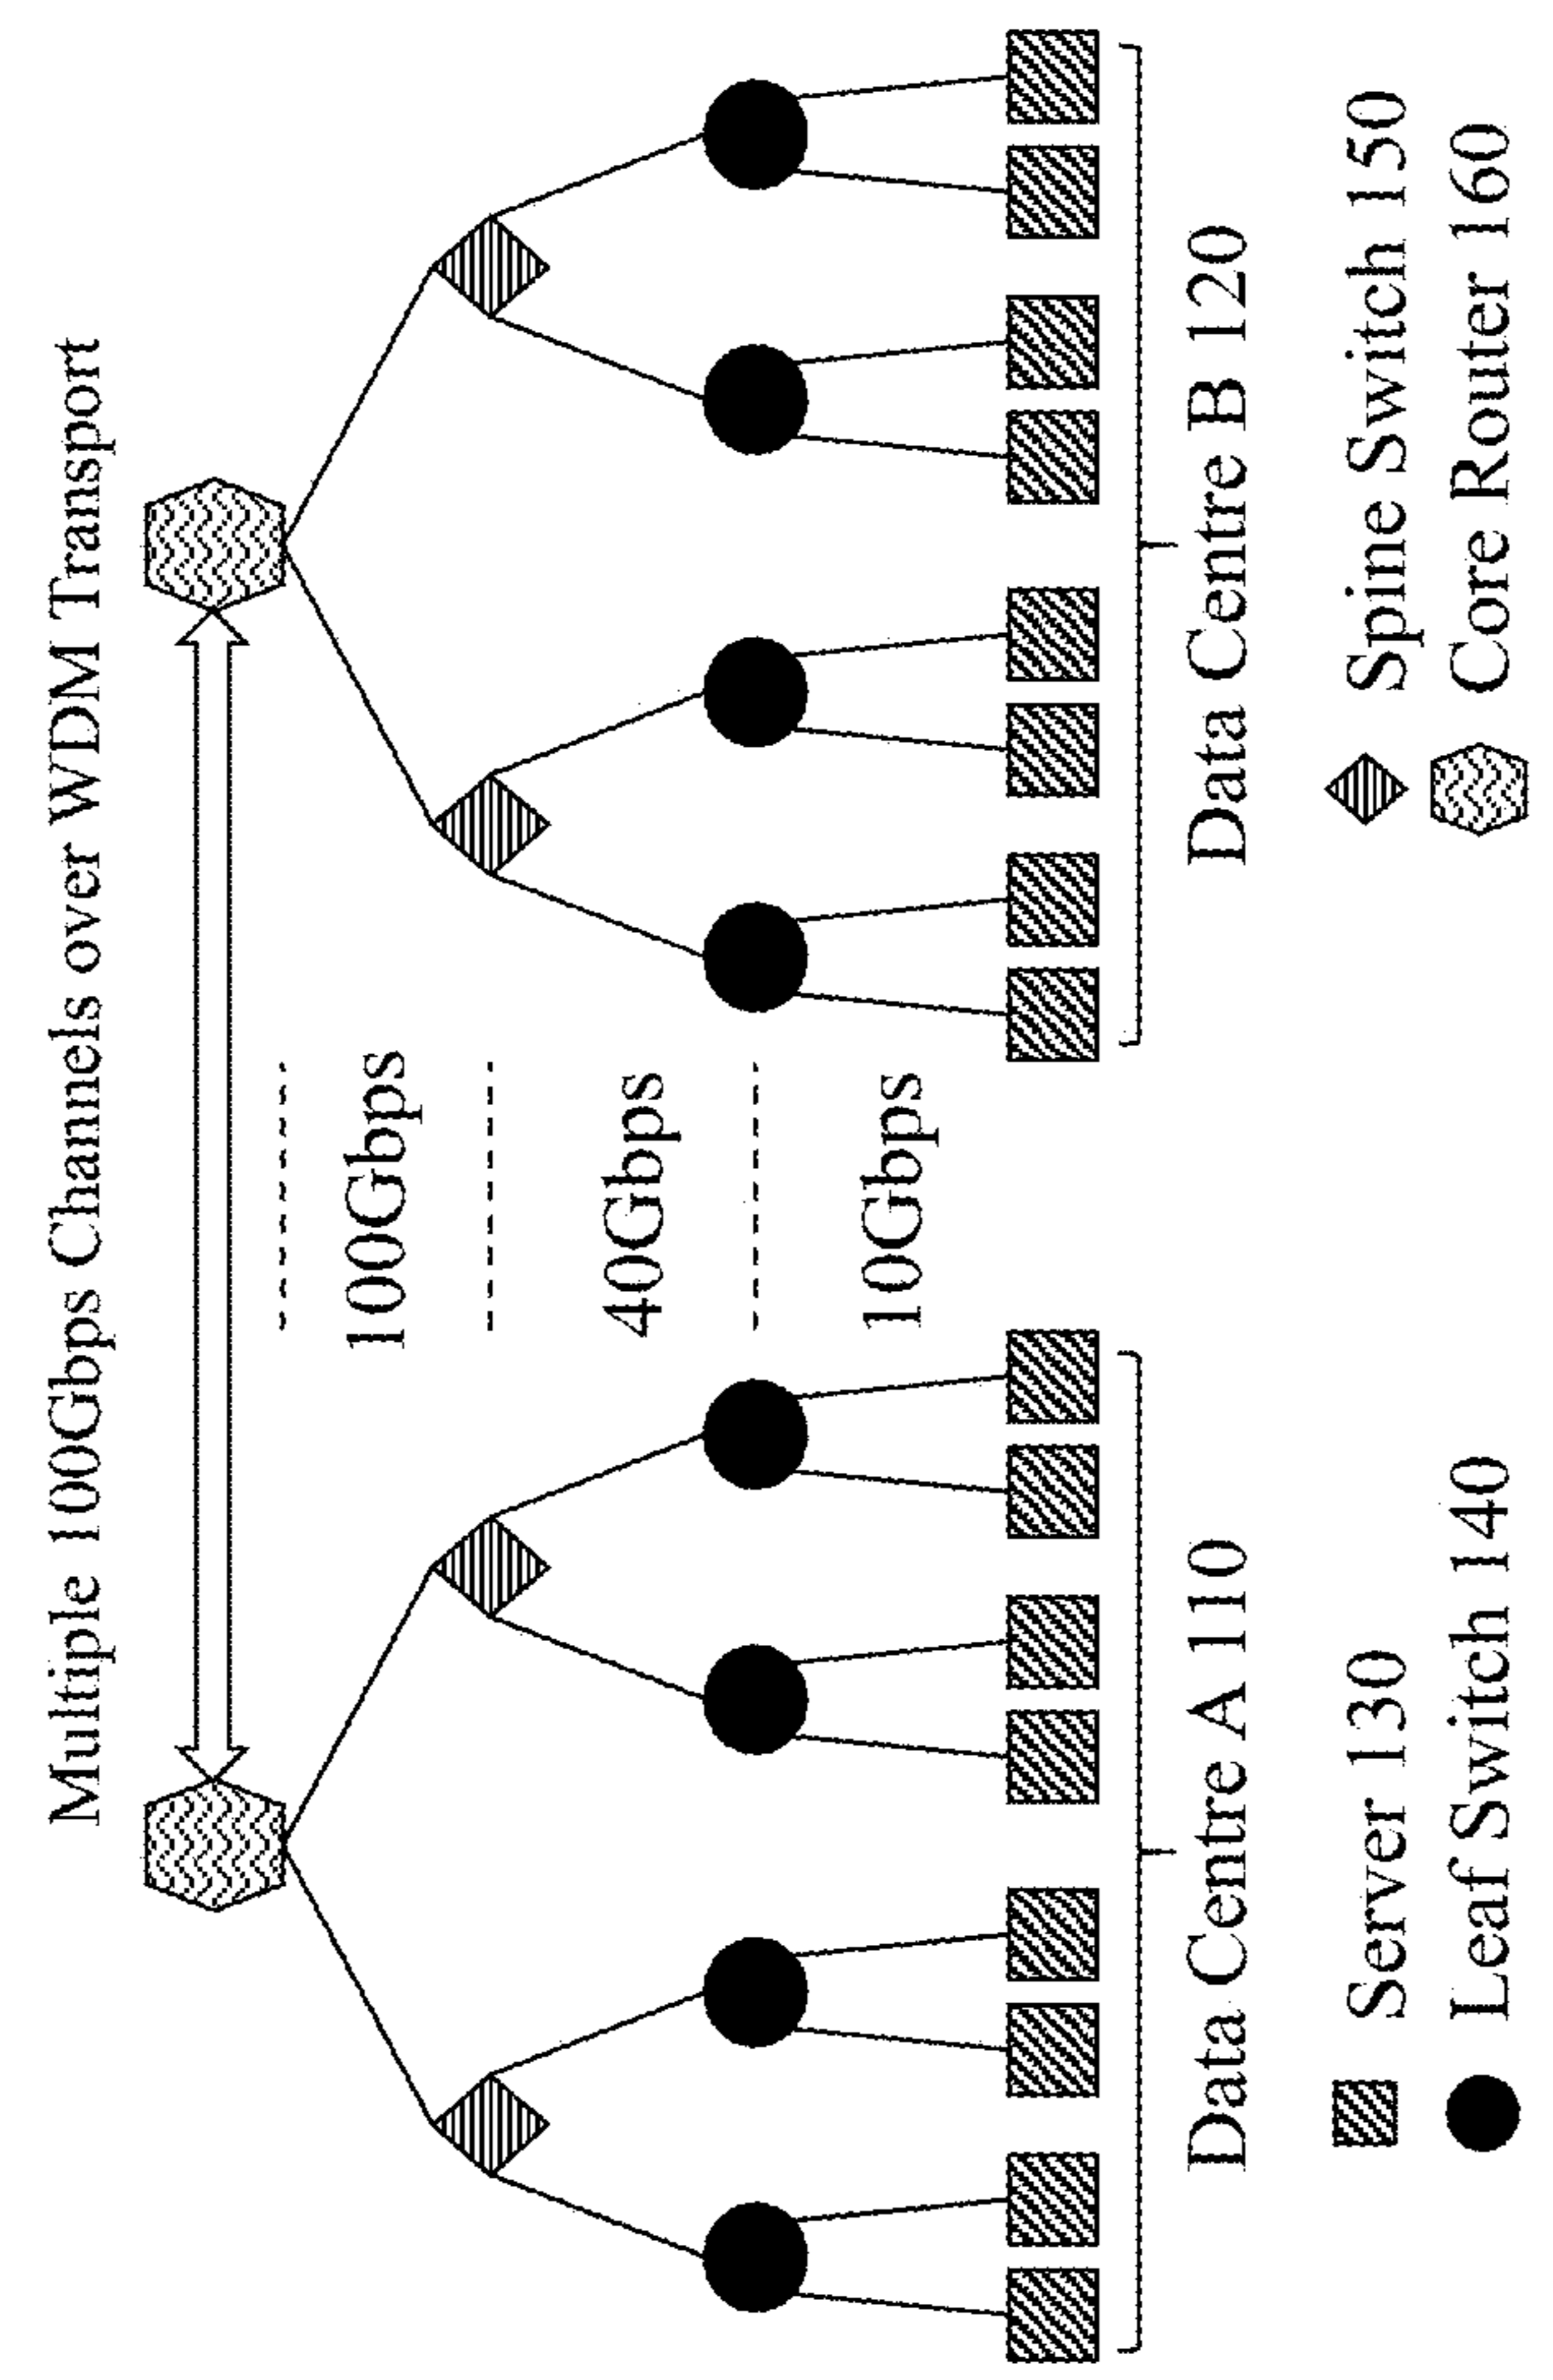 Multiple 100Gbps Channels over WDM Transport
100Gbps
40Gbps
10Gbps
Data Centre A 110
Data Centre B 120
Server 130
Spine Switch 150
Leaf Switch 140
Core Router 160